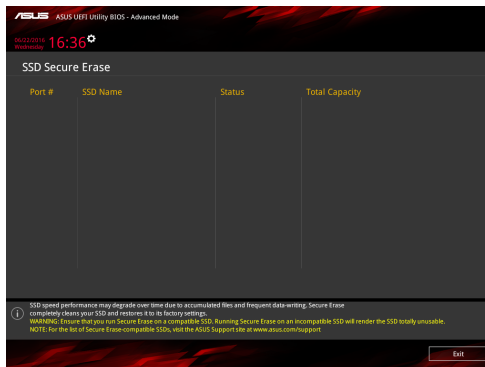 ASUS UEFI Utility BIOS - Advanced Mode
06/22/2016 16:36
Wednesday
SSD Secure Erase
Port # SSD Name Status Total Capacity
SSD speed performance may degrade over time due to accumulated files and frequent data-writing. Secure Erase
completely cleans your SSD and restores it to its factory settings.
WARNING: Ensure that you run Secure Erase on a compatible SSD. Running Secure Erase on an incompatible SSD will render the SSD totally unusable.
NOTE: For the list of Secure Erase-compatible SSDs, visit the ASUS Support site at www.asus.com/support
Exit